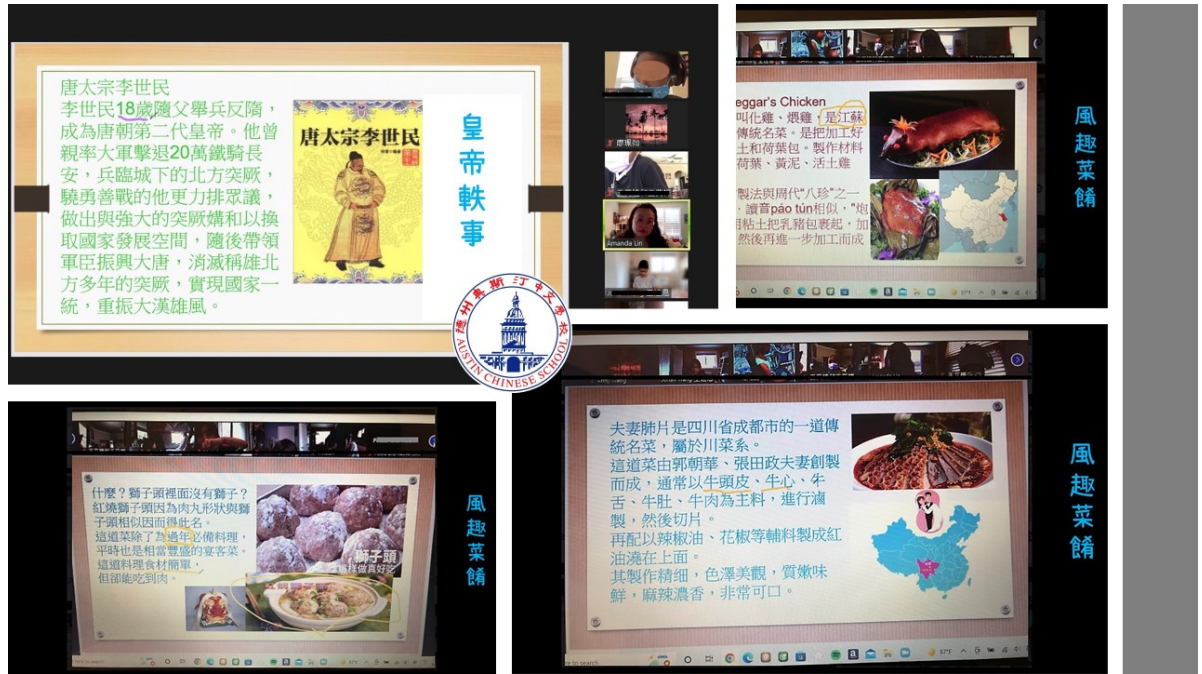 唐太宗李世民
李世民18歲隨父舉兵反隋，
成為唐朝第二代皇帝。他曾
親率大軍擊退20萬鐵騎長
安，兵臨城下的北方突厥，
驍勇善戰的他更力排眾議，
做出與強大的突厥媾和以換
取國家發展空間，隨後帶領
軍臣振興大唐，消滅稱雄北
方多年的突厥，實現國家一
統，重振大漢雄風。
唐太宗李世民
皇帝軼事
Amanda Lin
德州奧斯汀中文學校
AUSTIN CHINESE SCHOOL
eggar's Chicken
叫化雞、煨雞，是江蘇
傳統名菜。是把加工好
土和荷葉包。製作材料
荷葉、黃泥、活土雞
製法與周代"八珍"之一
，讀音páo tún相似，"炮
用粘土把乳豬包裹起，加
然後再進一步加工而成
風趣菜餚
什麼？獅子頭裡面沒有獅子？
紅燒獅子頭因為肉丸形狀與獅
子頭相似因而得此名。
這道菜除了為過年必備料理，
平時也是相當豐盛的宴客菜。
這道料理食材簡單，
但卻能吃到肉。
獅子頭
這樣做真好吃
風趣菜餚
夫妻肺片是四川省成都市的一道傳
統名菜，屬於川菜系。
這道菜由郭朝華、張田政夫妻創製
而成，通常以牛頭皮、牛心、牛
舌、牛肚、牛肉為主料，進行滷
製，然後切片。
再配以辣椒油、花椒等輔料製成紅
油澆在上面。
其製作精细，色澤美觀，質嫩味
鮮，麻辣濃香，非常可口。
風趣菜餚